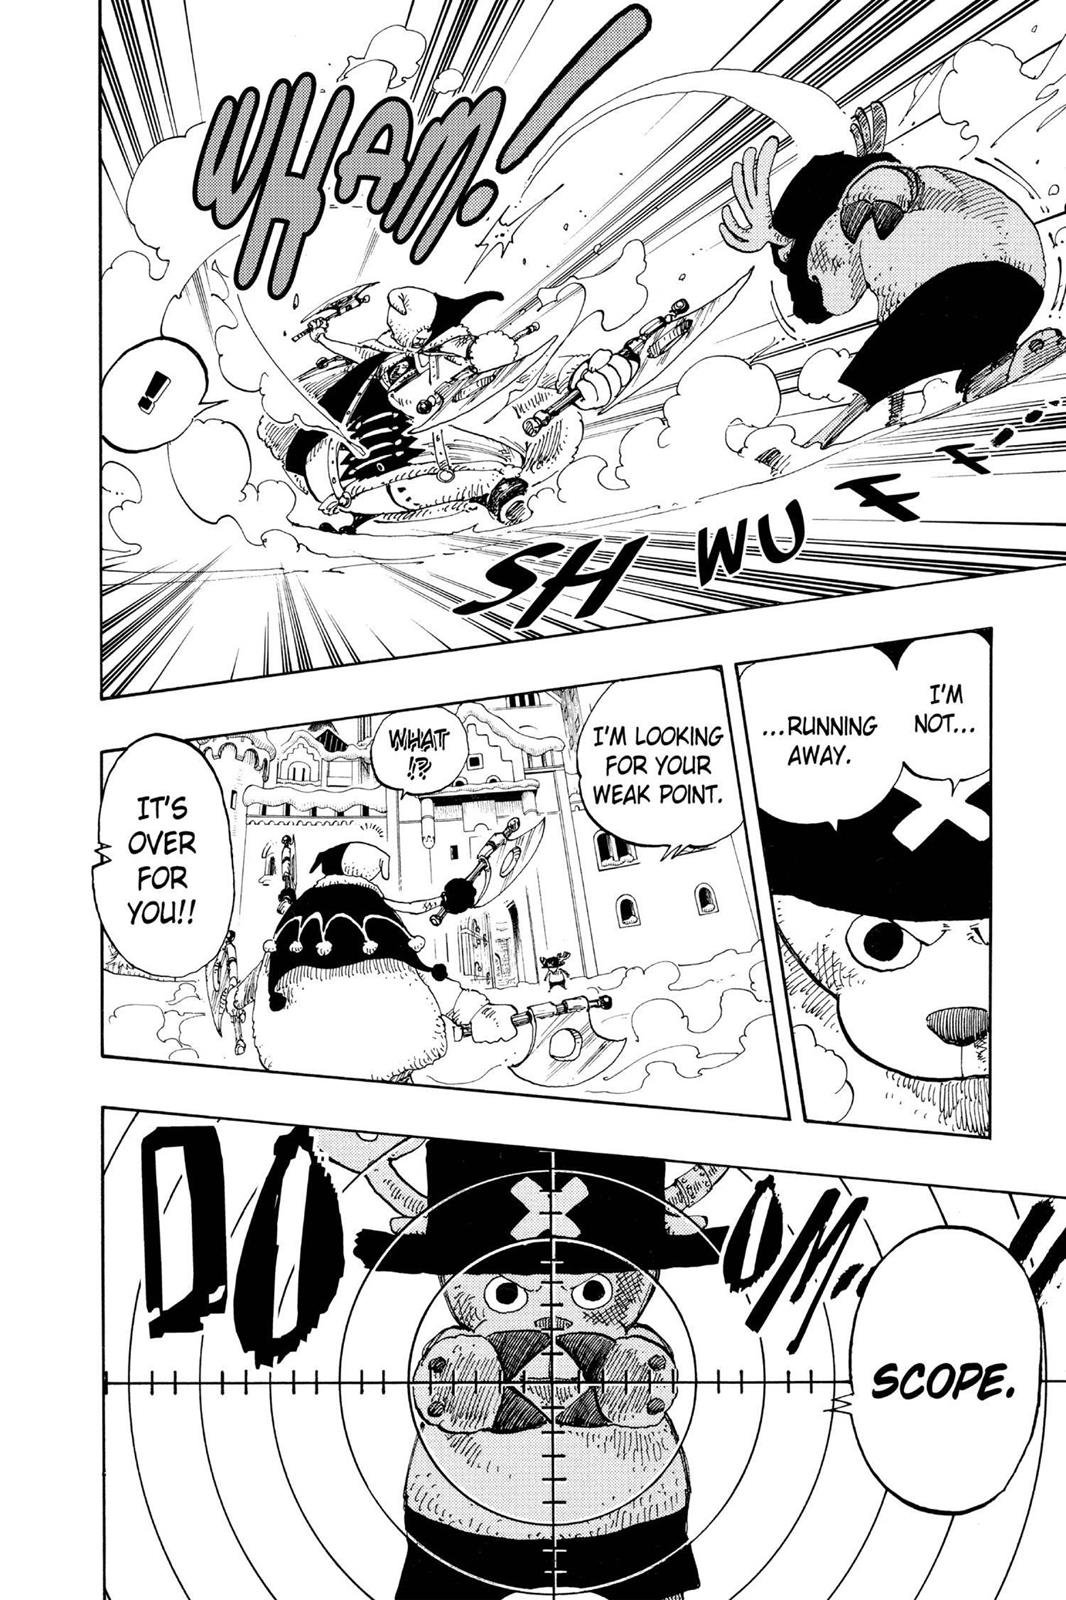 WHAM!
!
SHWUFF...
I'M
NOT...
...RUNNING
AWAY.
I'M LOOKING
FOR YOUR
WEAK POINT.
WHAT
!?
IT'S
OVER
FOR
YOU!!
DOOM...!!
SCOPE.